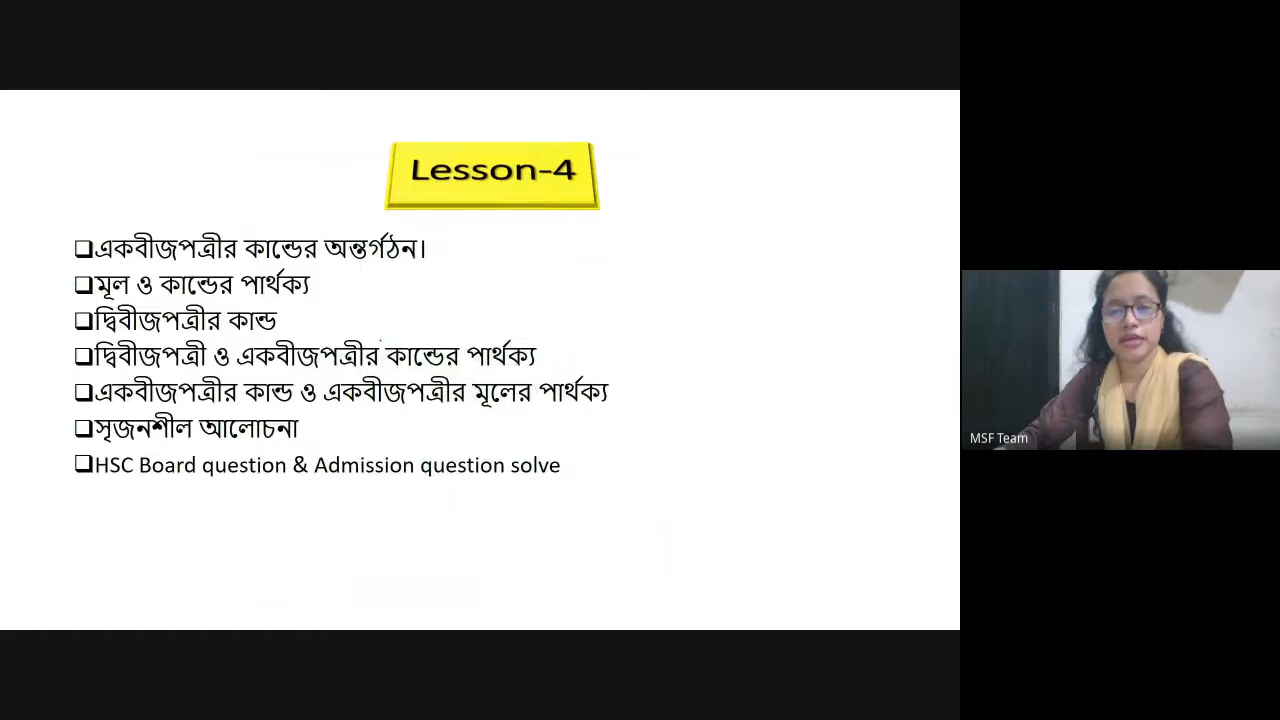 Lesson-4
❑একবীজপত্রীর কান্ডের অন্তর্গঠন।
❑মূল ও কান্ডের পার্থক্য
❑দ্বিবীজপত্রীর কান্ড
❑দ্বিবীজপত্রী ও একবীজপত্রীর কান্ডের পার্থক্য
❑একবীজপত্রীর কান্ড ও একবীজপত্রীর মূলের পার্থক্য
❑সৃজনশীল আলোচনা
❑HSC Board question & Admission question solve
MSF Team